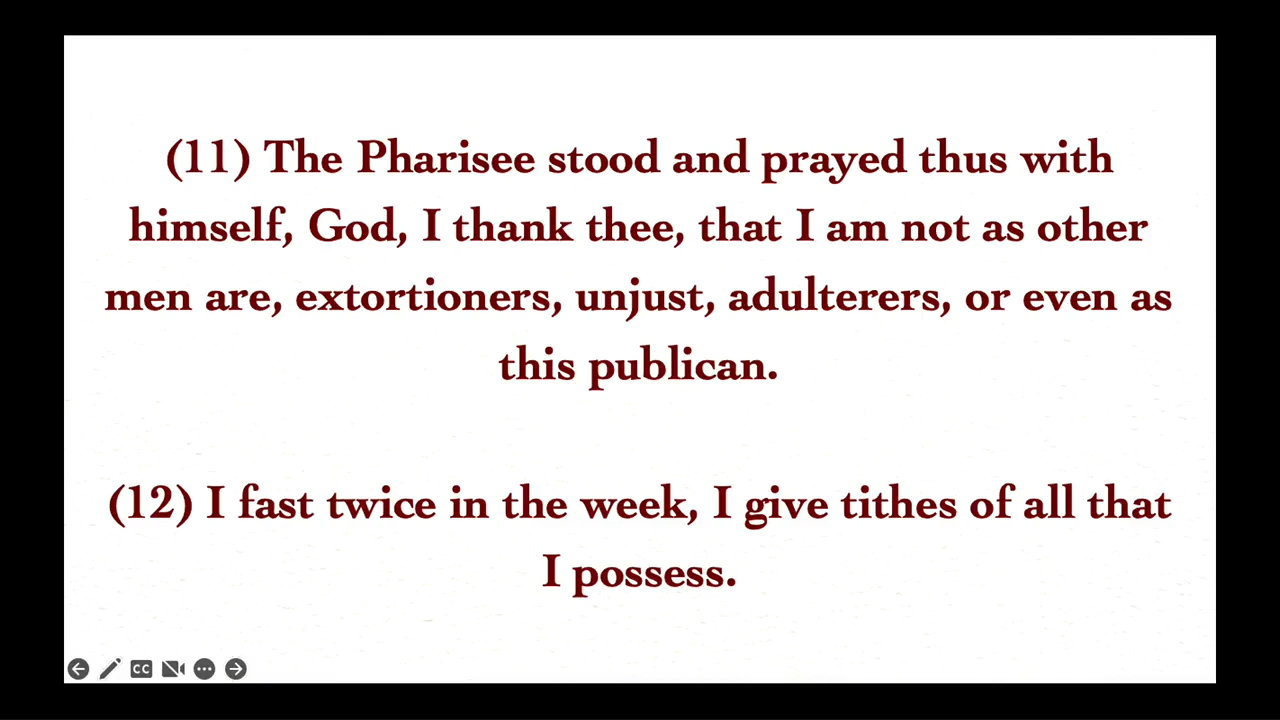 (11) The Pharisee stood and prayed thus with
himself, God, I thank thee, that I am not as other
men are, extortioners, unjust, adulterers, or even as
this publican.
(12) I fast twice in the week, I give tithes of all that
I possess.
CC